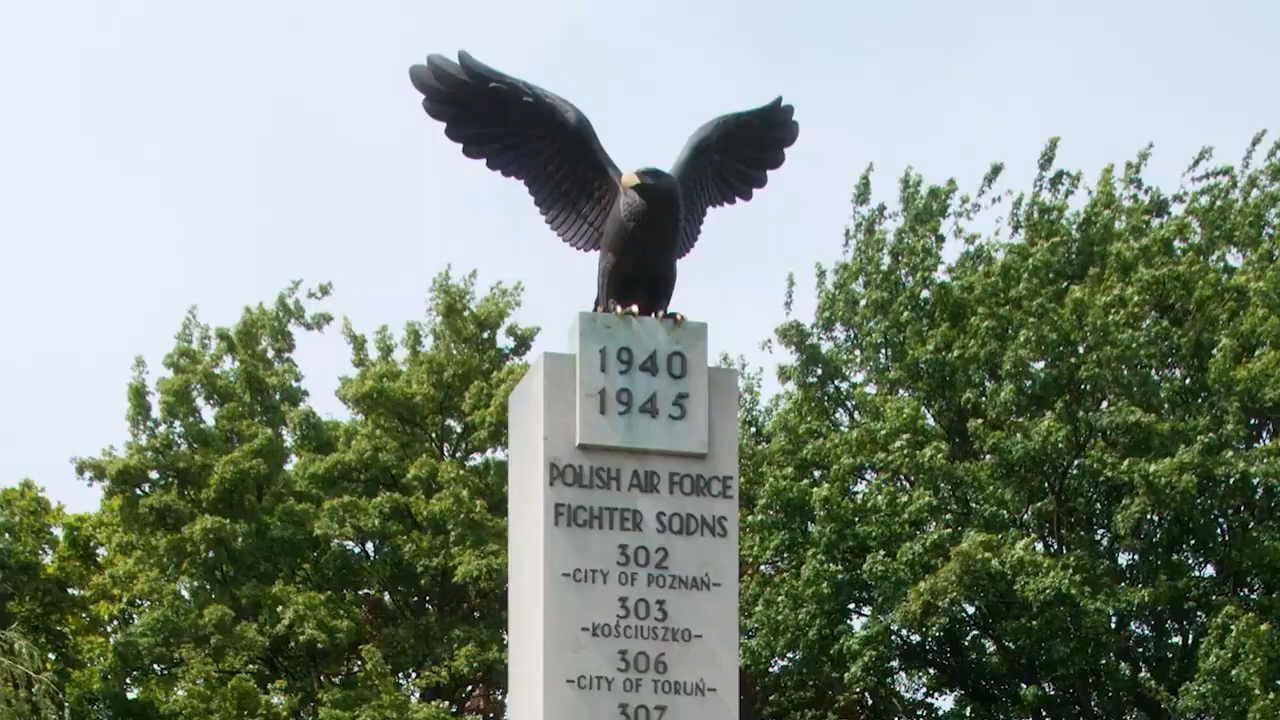 1940
1945
POLISH AIR FORCE
FIGHTER SQDNS
302
-CITY OF POZNAŃ-
303
-KOŚCIUSZKO-
306
-CITY OF TORUŃ-
307